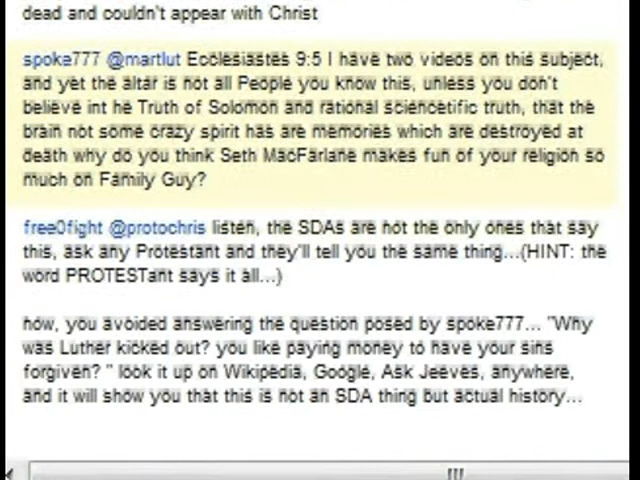 dead and couldn't appear with Christ
spoke777 @martlut Ecclesiastes 9:5 I have two videos on this subject,
and yet the altar is not all People you know this, unless you don't
believe int he Truth of Solomon and rational sciencetific truth, that the
brain not some crazy spirit has are memories which are destroyed at
death why do you think Seth MacFarlane makes fun of your religion so
much on Family Guy?
free0fight @protochris listen, the SDAs are not the only ones that say
this, ask any Protestant and they'll tell you the same thing...(HINT: the
word PROTESTant says it all...)
now, you avoided answering the question posed by spoke777... "Why
was Luther kicked out? you like paying money to have your sins
forgiven? " look it up on Wikipedia, Google, Ask Jeeves, anywhere,
and it will show you that this is not an SDA thing but actual history...